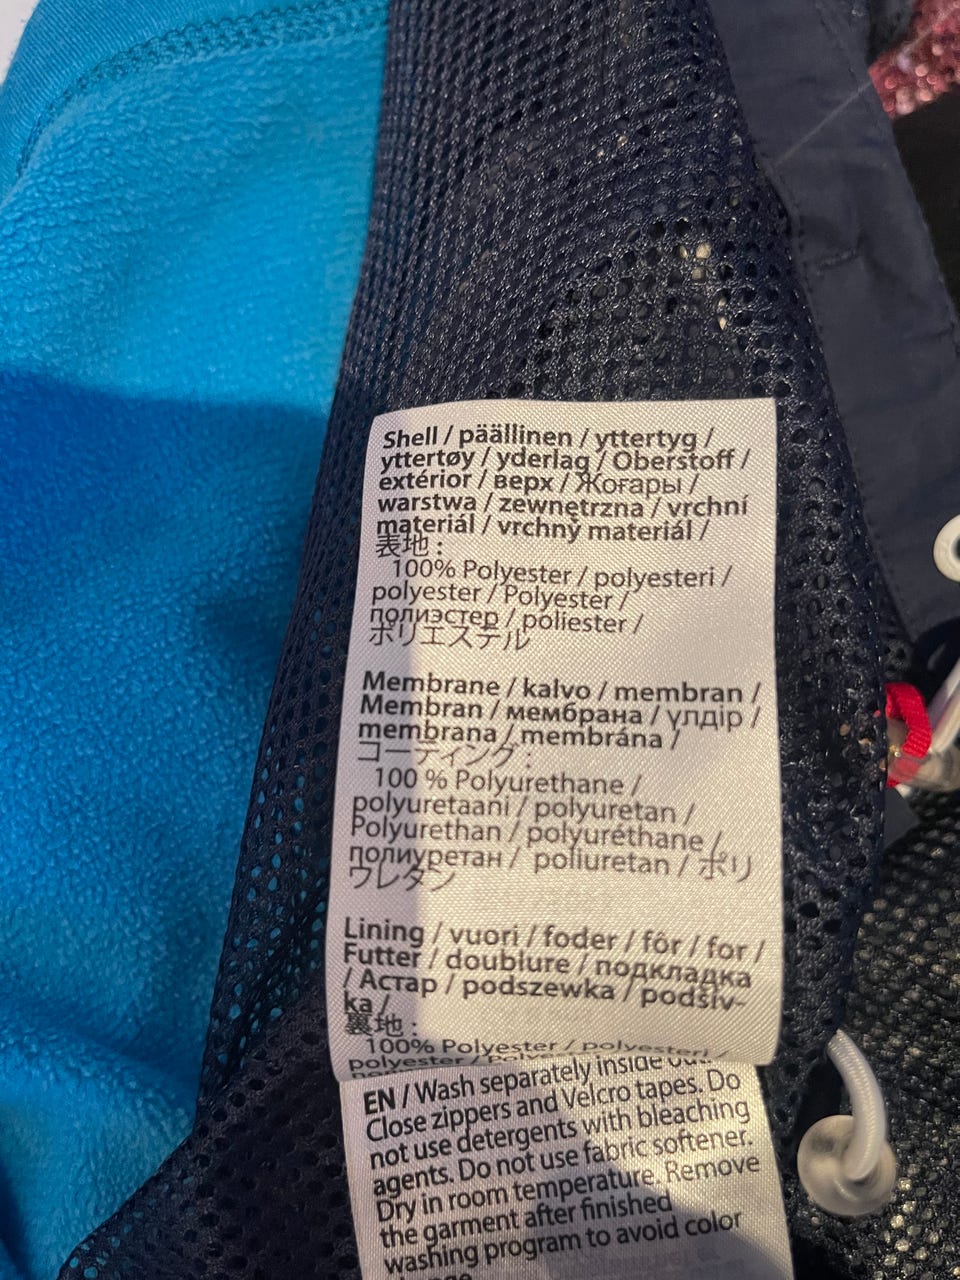 Shell / päällinen / yttertyg /
yttertøy / yderlag / Oberstoff /
extérior / верх / Жоғары /
warstwa / zewnętrzna / vrchní
materiál / vrchný materiál /
表地 :
100% Polyester / polyesteri /
polyester / Polyester /
полиэстер / poliester /
ポリエステル
Membrane / kalvo / membran /
Membran / мембрана / үлдір /
membrana / membrána /
コーティング :
100 % Polyurethane /
polyuretaani / polyuretan /
Polyurethan / polyuréthane /
полиуретан / poliuretan / ポリ
ウレタン
Lining / vuori / foder / fôr / for /
Futter / doublure / подкладка
/ Астар / podszewka / podšív-
ka /
裏地 :
100% Polyester / polyesteri /
polyester / Polyester /
EN / Wash separately inside out.
Close zippers and Velcro tapes. Do
not use detergents with bleaching
agents. Do not use fabric softener.
Dry in room temperature. Remove
the garment after finished
washing program to avoid color